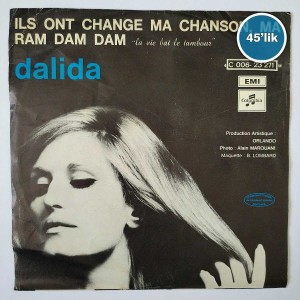 ILS ONT CHANGE MA CHANSON, MA
RAM DAM DAM "la vie bat le tambour"
45'lik
dalida
C 006-23 271
EMI
Columbia
Production Artistique :
ORLANDO
Photo : Alain MAROUANI
Maquette : B. LOMBARD